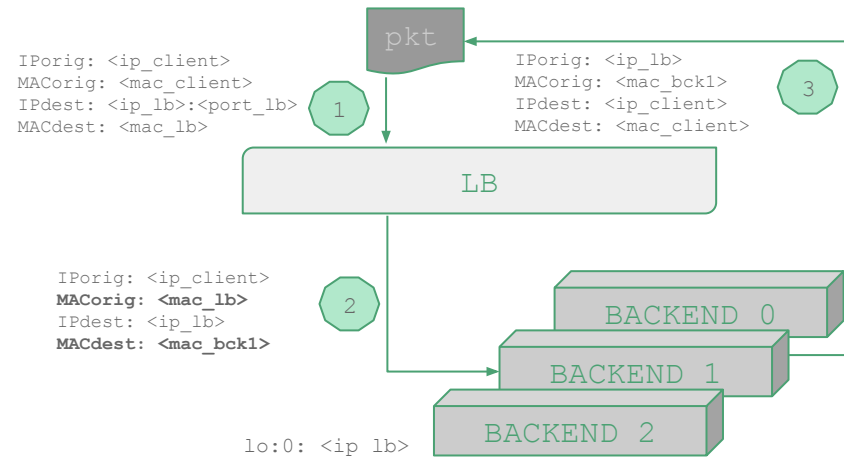 pkt
IPorig: <ip_client>
MACorig: <mac_client>
IPdest: <ip_lb>:<port_lb>
MACdest: <mac_lb>
1
IPorig: <ip_lb>
MACorig: <mac_bck1>
IPdest: <ip_client>
MACdest: <mac_client>
3
LB
IPorig: <ip_client>
MACorig: <mac_lb>
IPdest: <ip_lb>
MACdest: <mac_bck1>
2
BACKEND 0
BACKEND 1
BACKEND 2
lo:0: <ip lb>